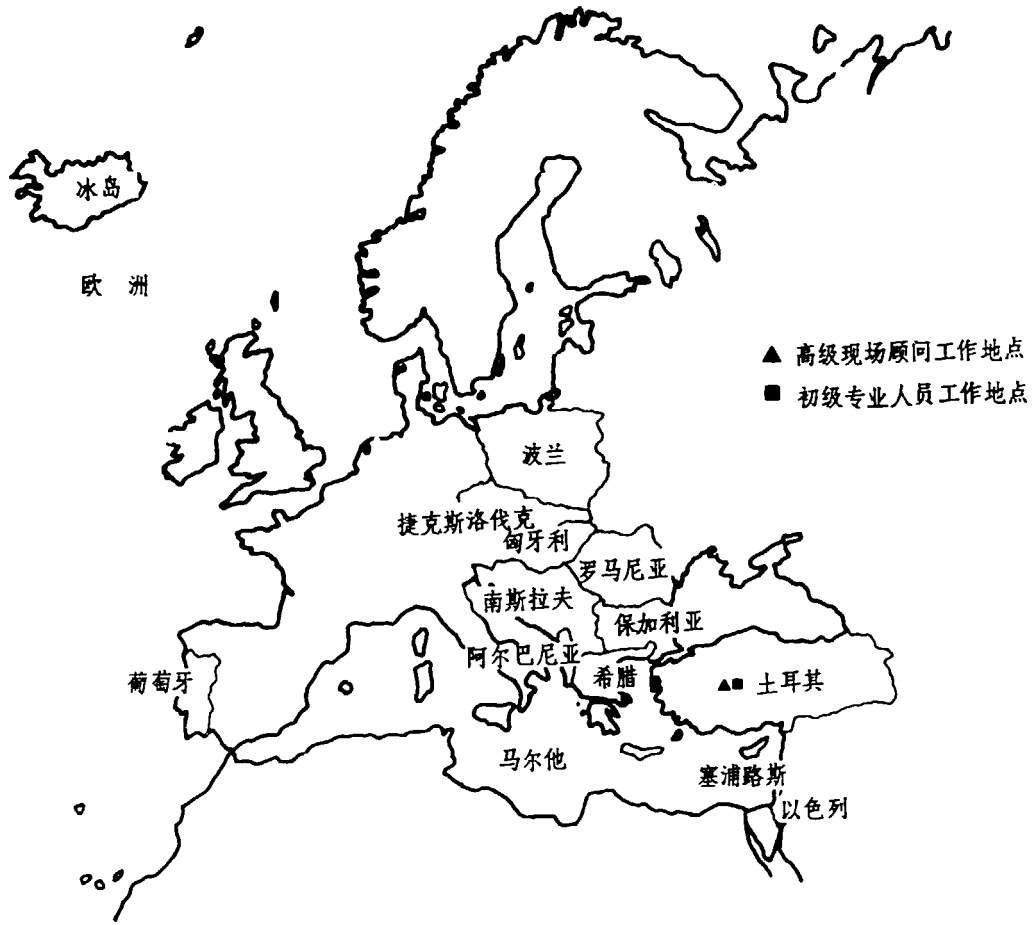 冰岛
欧 洲
▲ 高级现场顾问工作地点
■ 初级专业人员工作地点
波兰
捷克斯洛伐克
匈牙利
罗马尼亚
南斯拉夫
保加利亚
阿尔巴尼亚
希腊
葡萄牙
▲■ 土耳其
马尔他
塞浦路斯
以色列